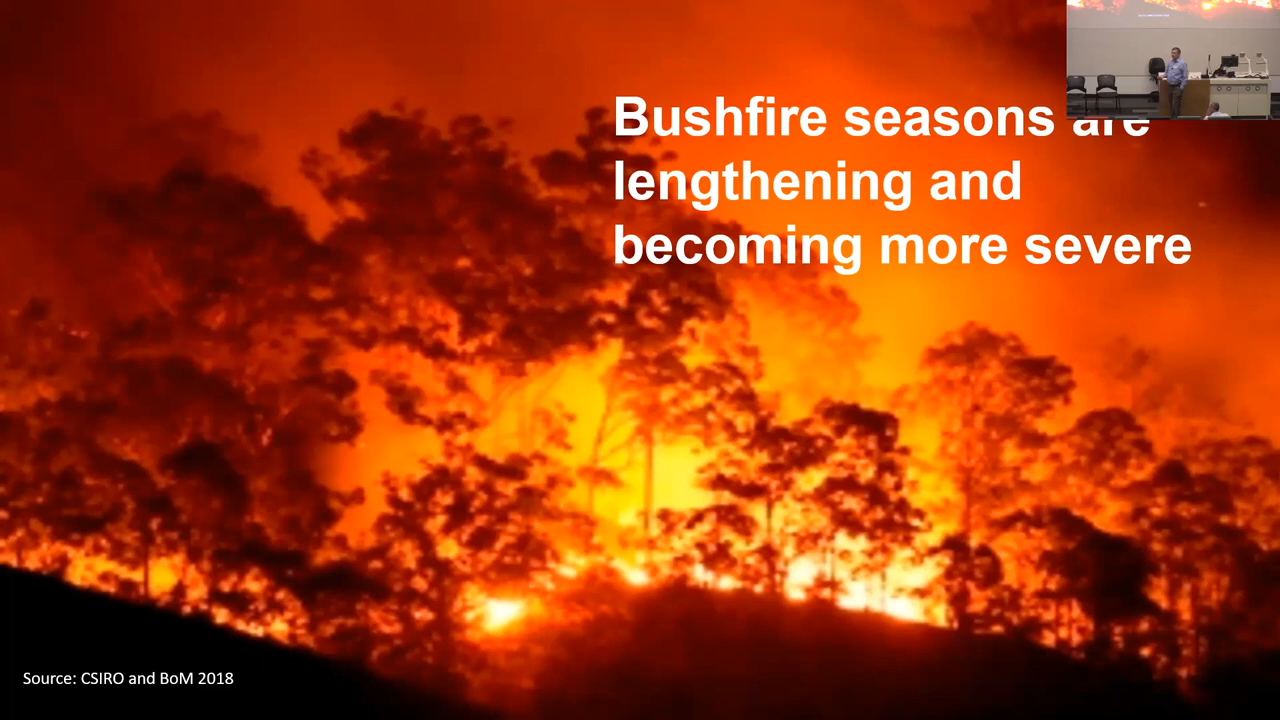 Bushfire seasons are
lengthening and
becoming more severe
Source: CSIRO and BoM 2018